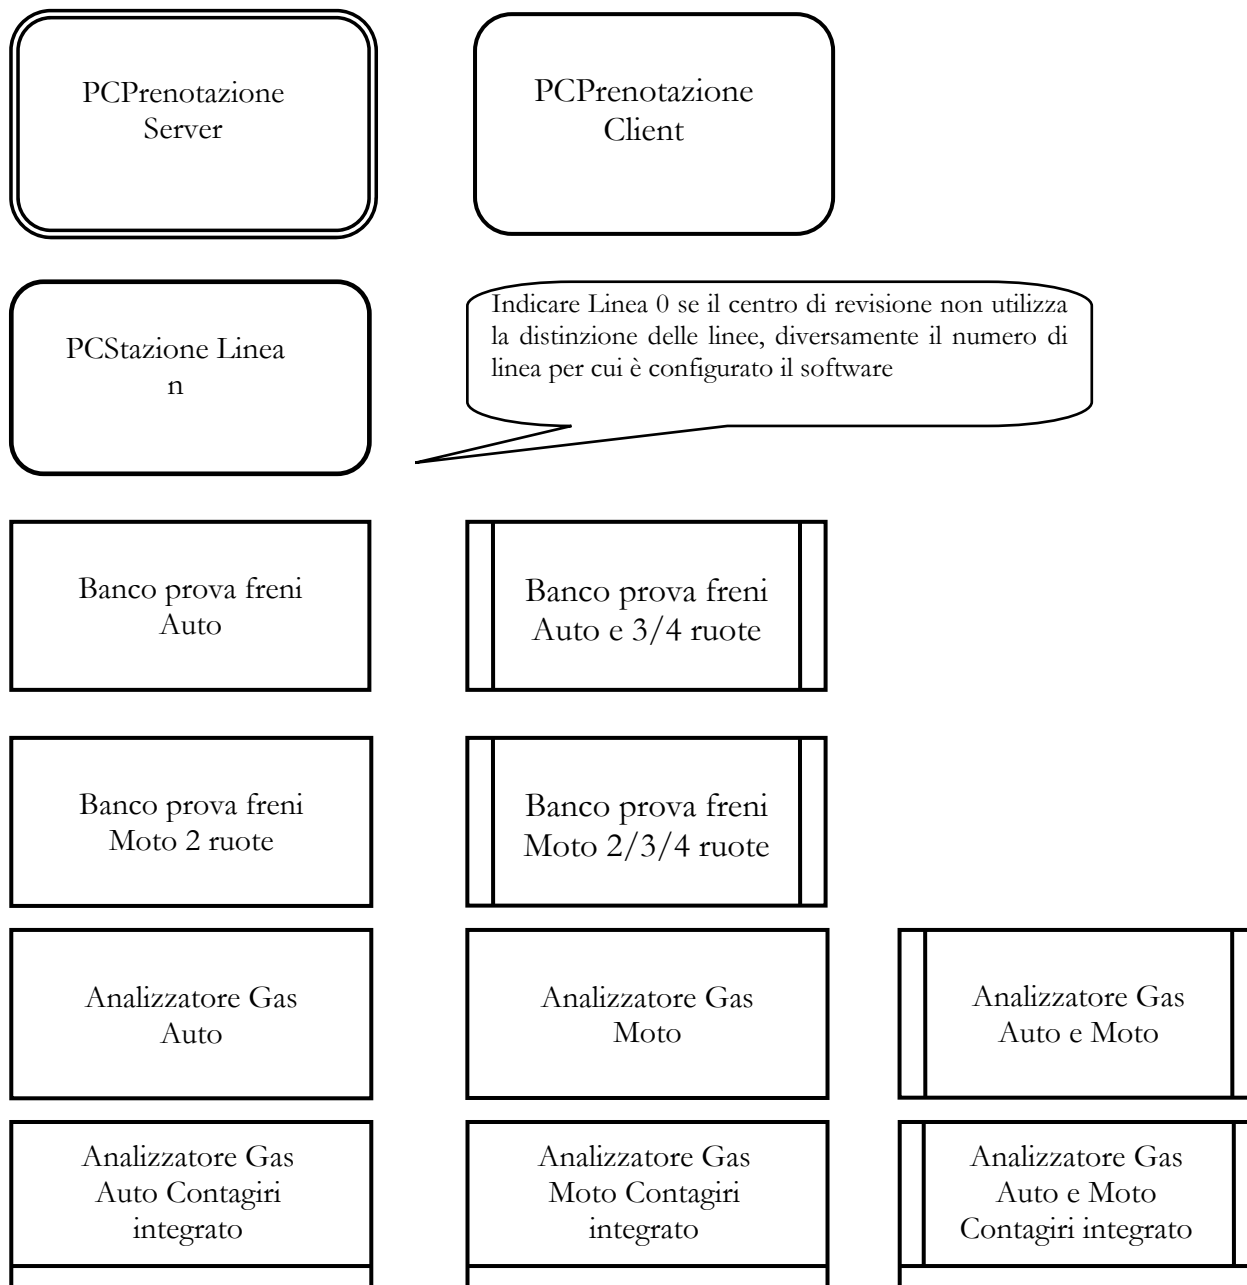 PCPrenotazione
Server
PCPrenotazione
Client
PCStazione Linea
n
Indicare Linea 0 se il centro di revisione non utilizza
la distinzione delle linee, diversamente il numero di
linea per cui è configurato il software
Banco prova freni
Auto
Banco prova freni
Auto e 3/4 ruote
Banco prova freni
Moto 2 ruote
Banco prova freni
Moto 2/3/4 ruote
Analizzatore Gas
Auto
Analizzatore Gas
Moto
Analizzatore Gas
Auto e Moto
Analizzatore Gas
Auto Contagiri
integrato
Analizzatore Gas
Moto Contagiri
integrato
Analizzatore Gas
Auto e Moto
Contagiri integrato